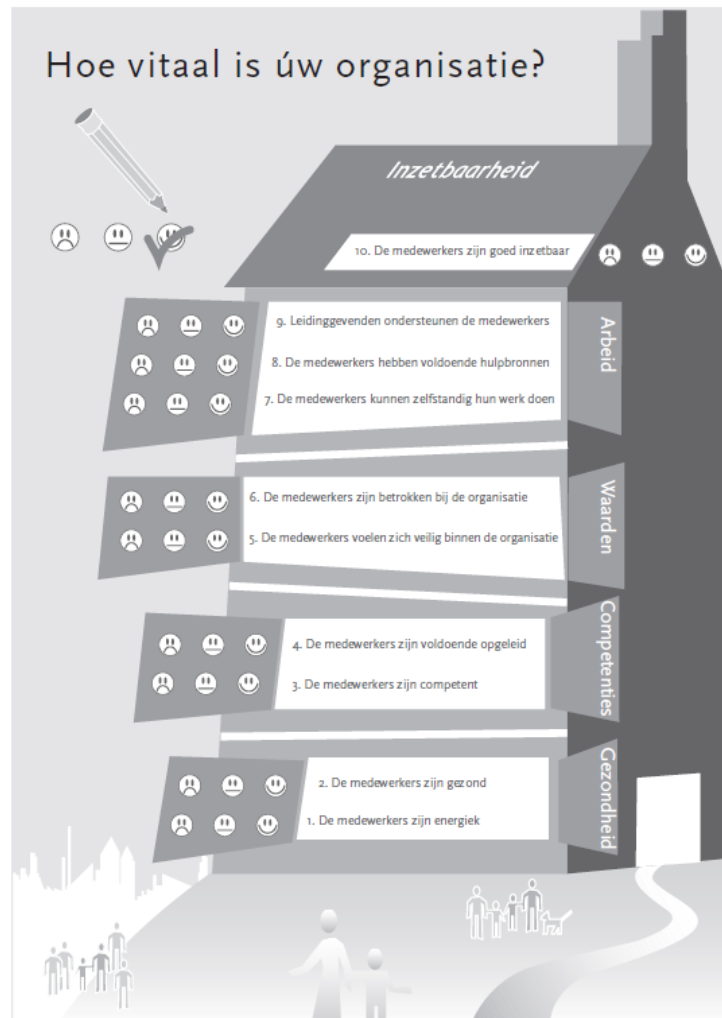 Hoe vitaal is úw organisatie?
Inzetbaarheid
10. De medewerkers zijn goed inzetbaar
Arbeid
9. Leidinggevenden ondersteunen de medewerkers
8. De medewerkers hebben voldoende hulpbronnen
7. De medewerkers kunnen zelfstandig hun werk doen
Waarden
6. De medewerkers zijn betrokken bij de organisatie
5. De medewerkers voelen zich veilig binnen de organisatie
Competenties
4. De medewerkers zijn voldoende opgeleid
3. De medewerkers zijn competent
Gezondheid
2. De medewerkers zijn gezond
1. De medewerkers zijn energiek